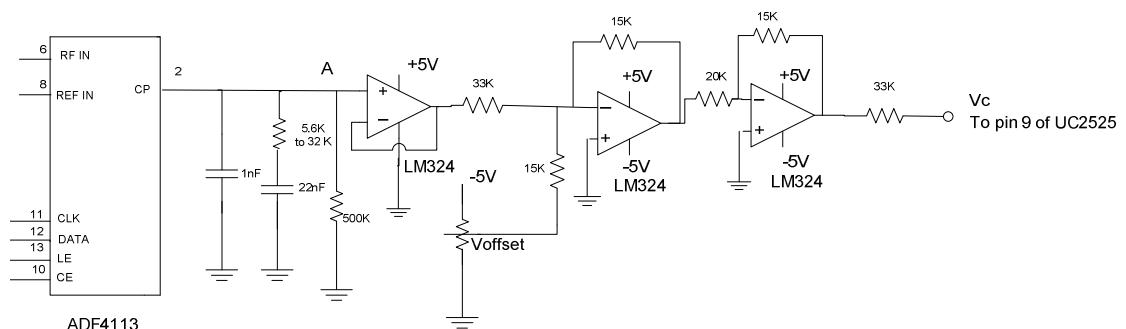 6
RF IN
8
REF IN
2
CP
11
CLK
12
DATA
13
LE
10
CE
ADF4113
A
1nF
5.6K
to 32 K
22nF
500K
+5V
+
−
LM324
33K
15K
-5V
Voffset
15K
+5V
−
+
-5V
LM324
20K
15K
+5V
−
+
-5V
LM324
33K
Vc
To pin 9 of UC2525